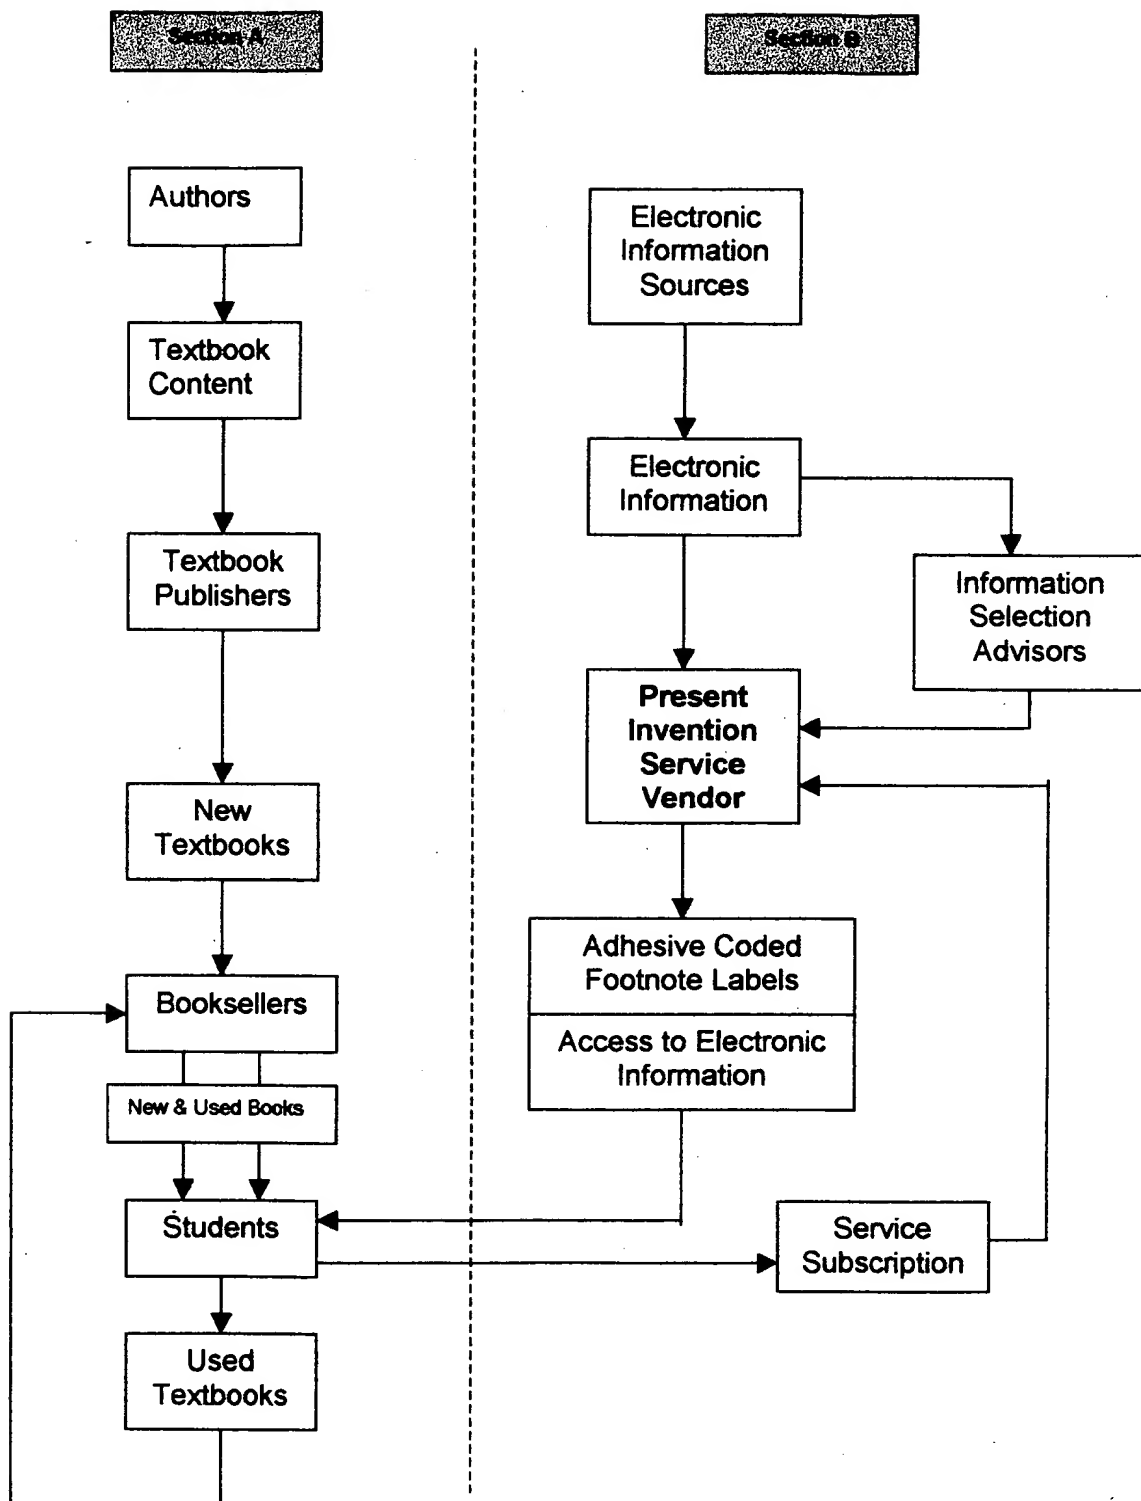 Section A
Section B
Authors
Textbook
Content
Textbook
Publishers
New
Textbooks
Booksellers
New & Used Books
Students
Used
Textbooks
Electronic
Information
Sources
Electronic
Information
Information
Selection
Advisors
Present
Invention
Service
Vendor
Adhesive Coded
Footnote Labels
Access to Electronic
Information
Service
Subscription